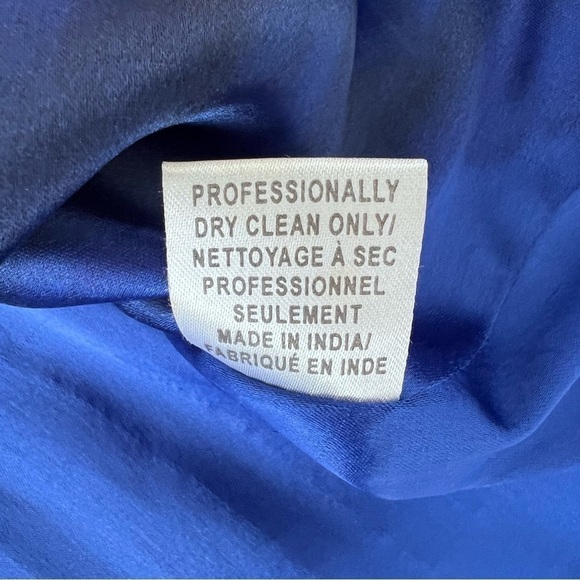 PROFESSIONALLY
DRY CLEAN ONLY/
NETTOYAGE À SEC
PROFESSIONNEL
SEULEMENT
MADE IN INDIA/
FABRIQUÉ EN INDE